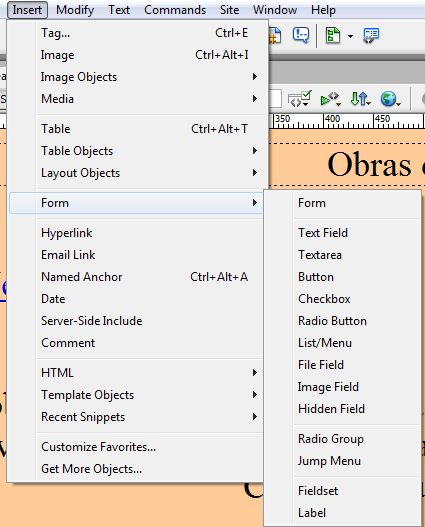 Insert Modify Text Commands Site Window Help
Tag... Ctrl+E
Image Ctrl+Alt+I
Image Objects
Media
Table Ctrl+Alt+T
Table Objects
Layout Objects
Form
Hyperlink
Email Link
Named Anchor Ctrl+Alt+A
Date
Server-Side Include
Comment
HTML
Template Objects
Recent Snippets
Customize Favorites...
Get More Objects...
350 400 450
Obras
Form
Text Field
Textarea
Button
Checkbox
Radio Button
List/Menu
File Field
Image Field
Hidden Field
Radio Group
Jump Menu
Fieldset
Label